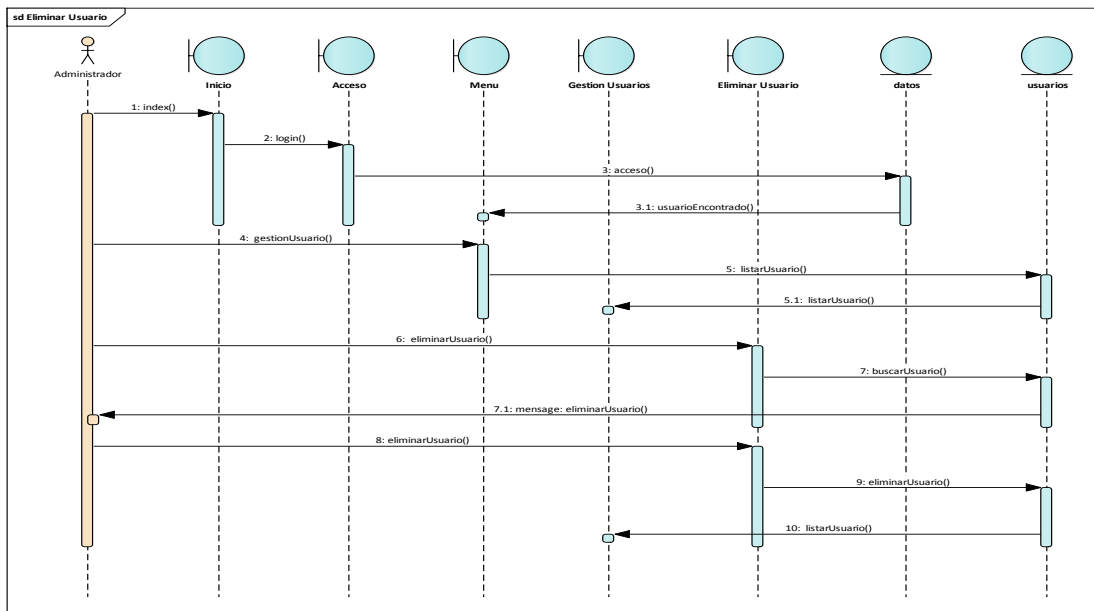 sd Eliminar Usuario
Administrador
Inicio
Acceso
Menu
Gestion Usuarios
Eliminar Usuario
datos
usuarios
1: index()
2: login()
3: acceso()
3.1: usuarioEncontrado()
4: gestionUsuario()
5: listarUsuario()
5.1: listarUsuario()
6: eliminarUsuario()
7: buscarUsuario()
7.1: message: eliminarUsuario()
8: eliminarUsuario()
9: eliminarUsuario()
10: listarUsuario()